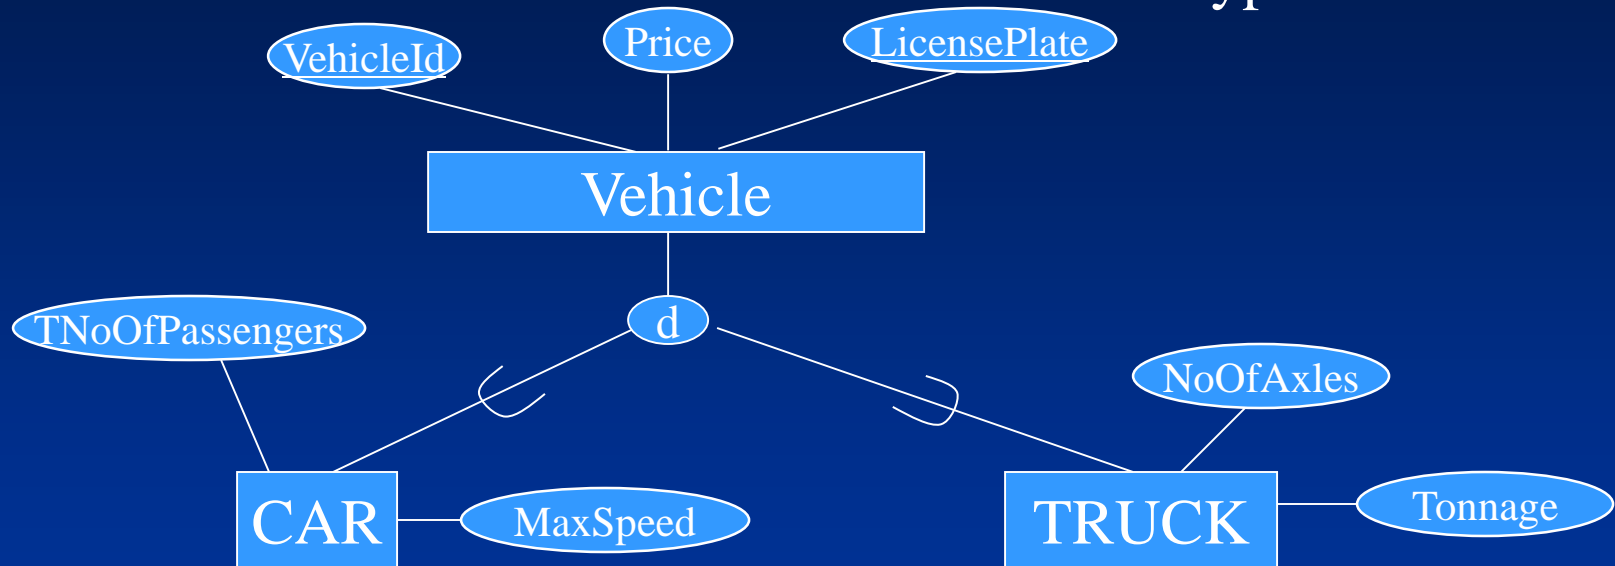 VehicleId
Price
LicensePlate
Vehicle
d
TNoOfPassengers
NoOfAxles
CAR
MaxSpeed
TRUCK
Tonnage